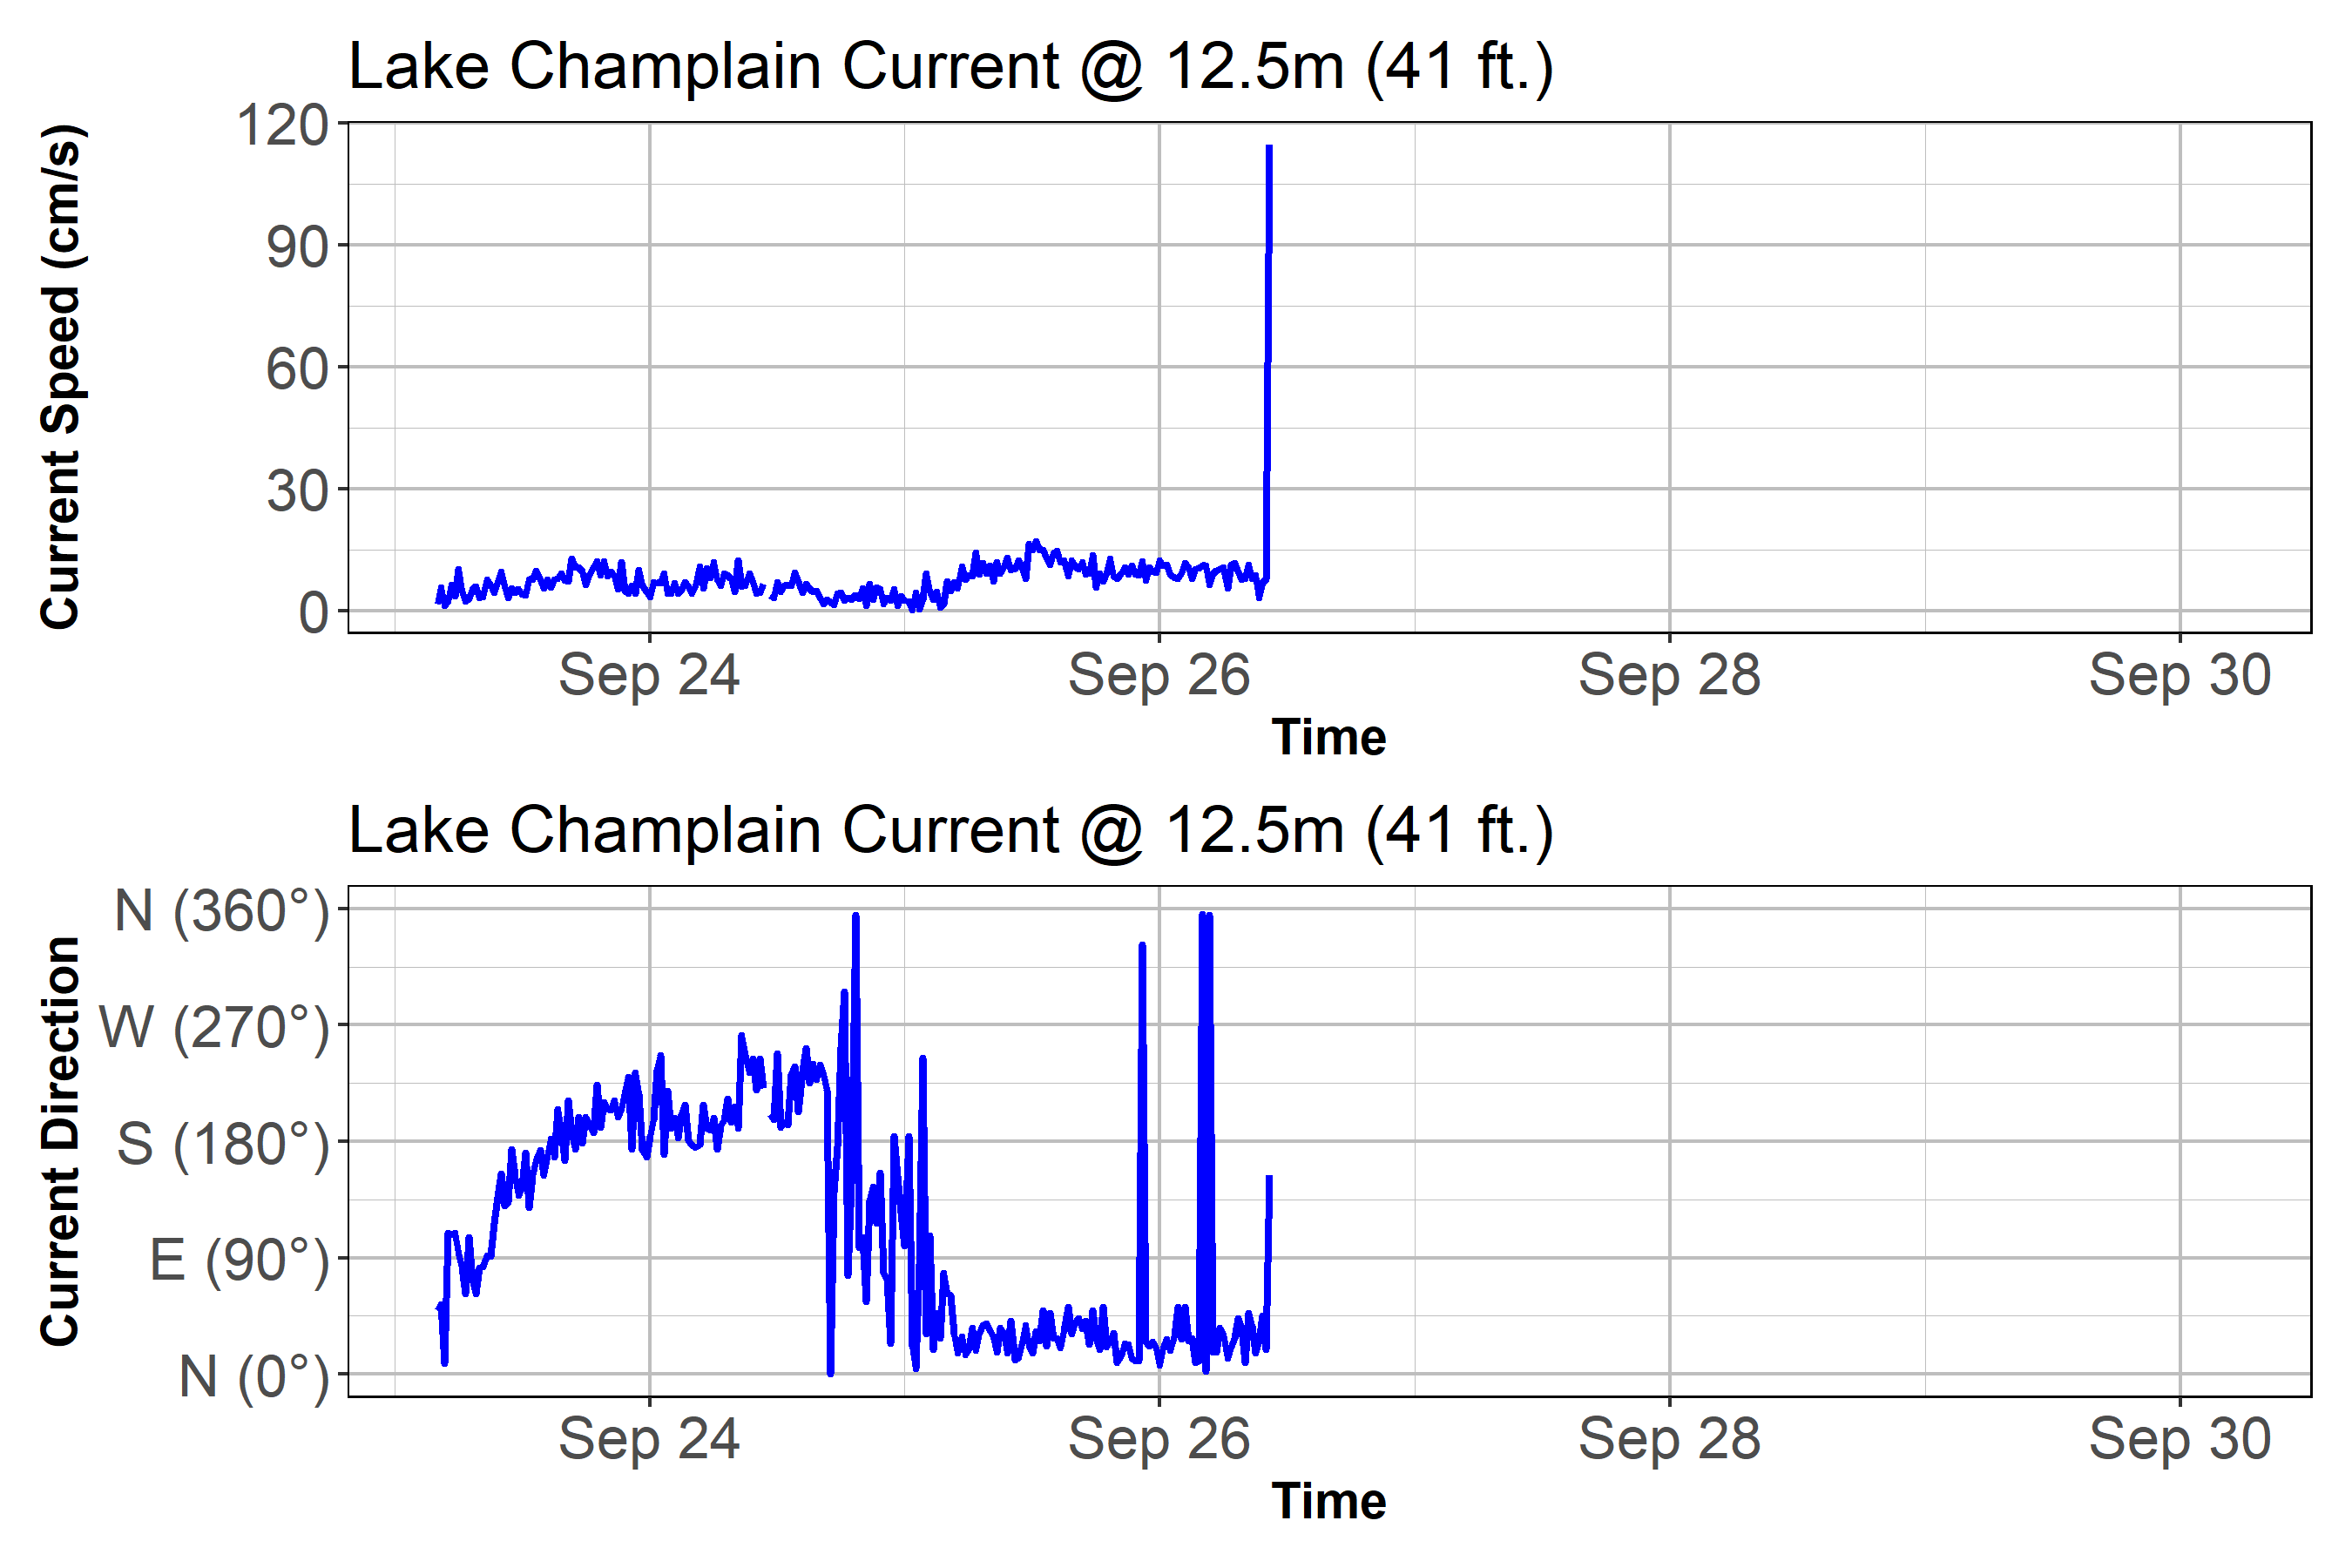 Lake Champlain Current @ 12.5m (41 ft.)
Current Speed (cm/s)
120
90
60
30
0
Sep 24 Sep 26 Sep 28 Sep 30
Time
Lake Champlain Current @ 12.5m (41 ft.)
Current Direction
N (360°)
W (270°)
S (180°)
E (90°)
N (0°)
Sep 24 Sep 26 Sep 28 Sep 30
Time